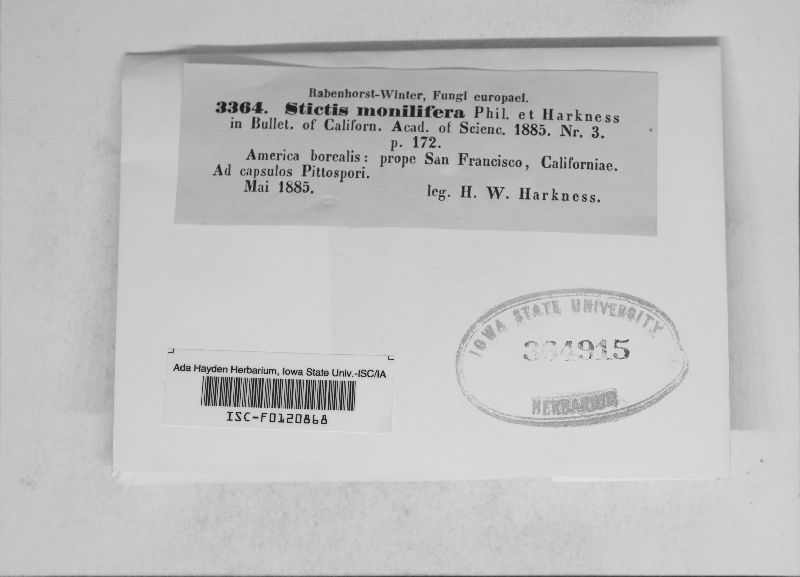 Rabenhorst-Winter, Fungi europaei.
3364. Stictis monilifera Phil. et Harkness
in Bullet. of Californ. Acad. of Scienc. 1885. Nr. 3.
p. 172.
America borealis: prope San Francisco, Californiae.
Ad capsulos Pittospori.
Mai 1885. leg. H. W. Harkness.
IOWA STATE UNIVERSITY
364915
HERBARIUM
Ada Hayden Herbarium, Iowa State Univ.-ISC/IA
ISC-F0120868